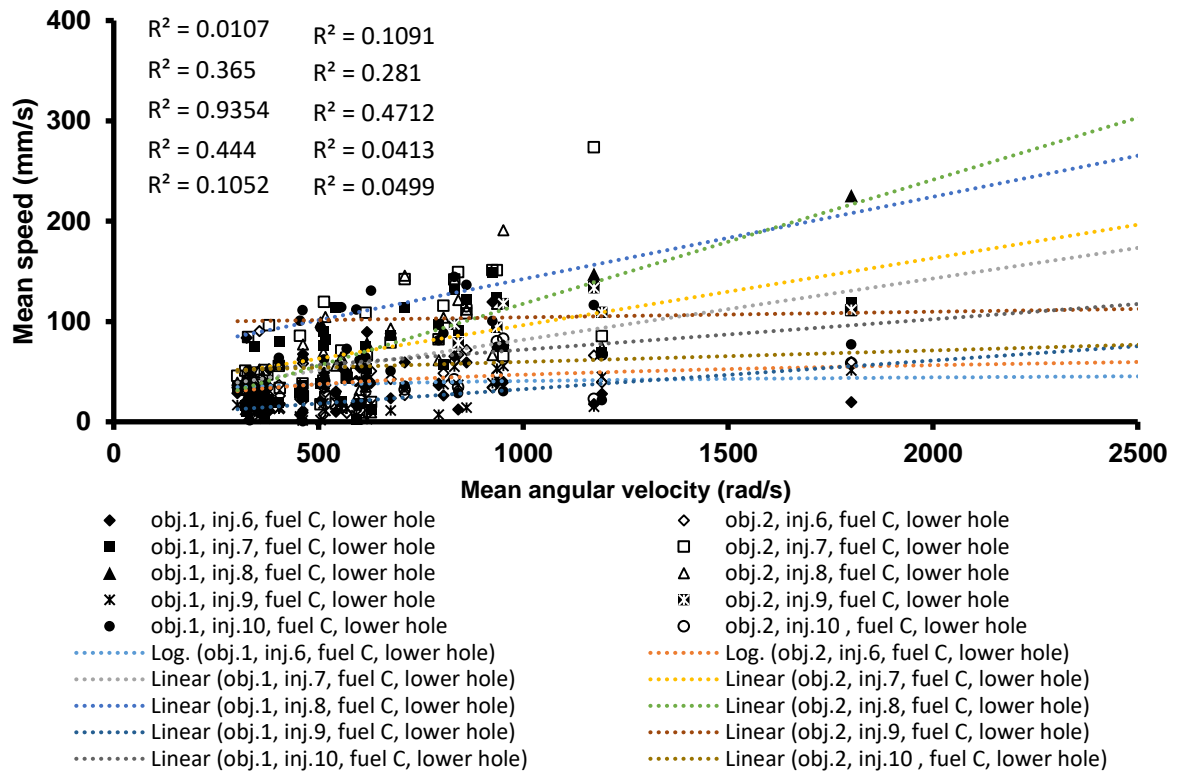 400
300
200
100
0
Mean speed (mm/s)
R² = 0.0107 R² = 0.1091
R² = 0.365 R² = 0.281
R² = 0.9354 R² = 0.4712
R² = 0.444 R² = 0.0413
R² = 0.1052 R² = 0.0499
0 500 1000 1500 2000 2500
Mean angular velocity (rad/s)
obj.1, inj.6, fuel C, lower hole obj.2, inj.6, fuel C, lower hole
obj.1, inj.7, fuel C, lower hole obj.2, inj.7, fuel C, lower hole
obj.1, inj.8, fuel C, lower hole obj.2, inj.8, fuel C, lower hole
obj.1, inj.9, fuel C, lower hole obj.2, inj.9, fuel C, lower hole
obj.1, inj.10, fuel C, lower hole obj.2, inj.10 , fuel C, lower hole
Log. (obj.1, inj.6, fuel C, lower hole) Log. (obj.2, inj.6, fuel C, lower hole)
Linear (obj.1, inj.7, fuel C, lower hole) Linear (obj.2, inj.7, fuel C, lower hole)
Linear (obj.1, inj.8, fuel C, lower hole) Linear (obj.2, inj.8, fuel C, lower hole)
Linear (obj.1, inj.9, fuel C, lower hole) Linear (obj.2, inj.9, fuel C, lower hole)
Linear (obj.1, inj.10, fuel C, lower hole) Linear (obj.2, inj.10 , fuel C, lower hole)